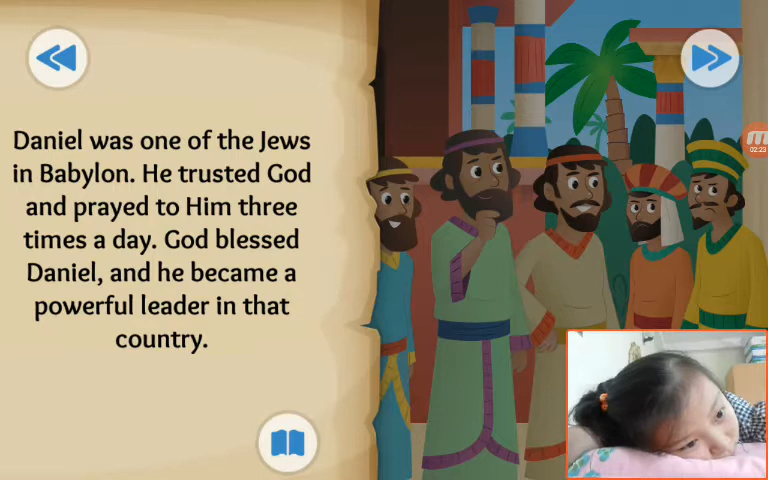 Daniel was one of the Jews
in Babylon. He trusted God
and prayed to Him three
times a day. God blessed
Daniel, and he became a
powerful leader in that
country.
02:23